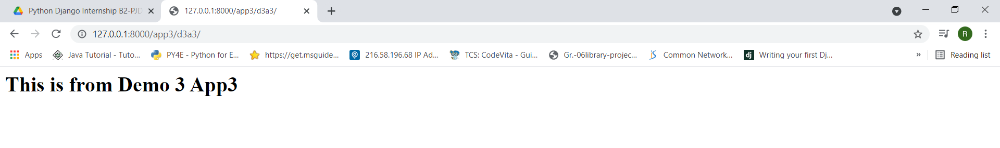 Python Django Internship B2-PJD
127.0.0.1:8000/app3/d3a3/
127.0.0.1:8000/app3/d3a3/
R
Apps Java Tutorial - Tuto... PY4E - Python for E... https://get.msguide... 216.58.196.68 IP Ad... TCS: CodeVita - Gui... Gr.-06library-projec... JS Common Network... dj Writing your first Dj... » Reading list
This is from Demo 3 App3